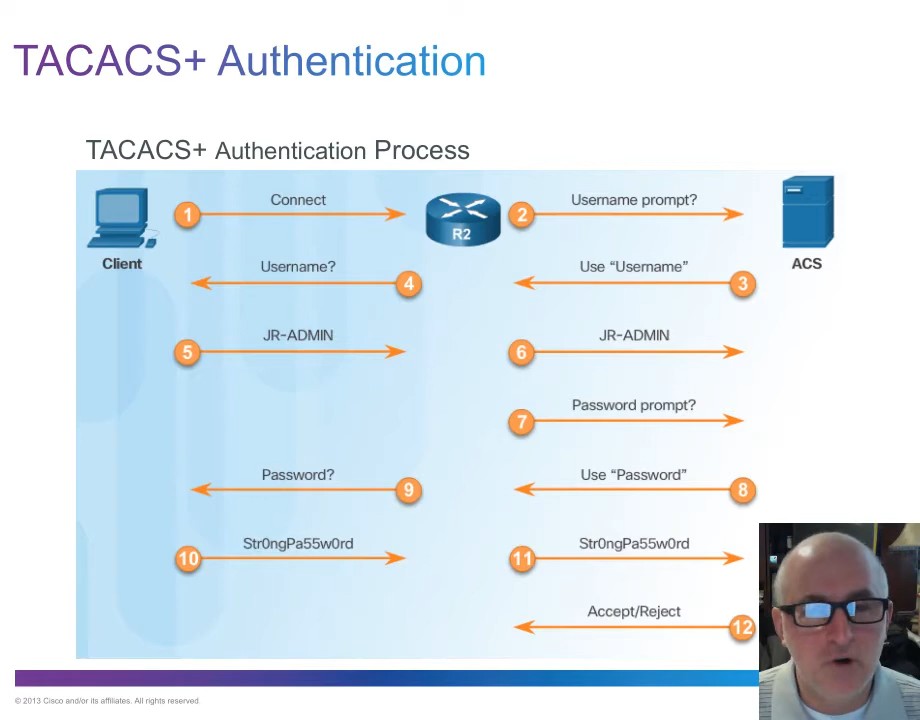 TACACS+ Authentication
TACACS+ Authentication Process
1 Connect
2 Username prompt?
R2
Client
ACS
Username? 4
Use “Username” 3
5 JR-ADMIN
6 JR-ADMIN
7 Password prompt?
Password? 9
Use “Password” 8
10 Str0ngPa55w0rd
11 Str0ngPa55w0rd
Accept/Reject 12
© 2013 Cisco and/or its affiliates. All rights reserved.